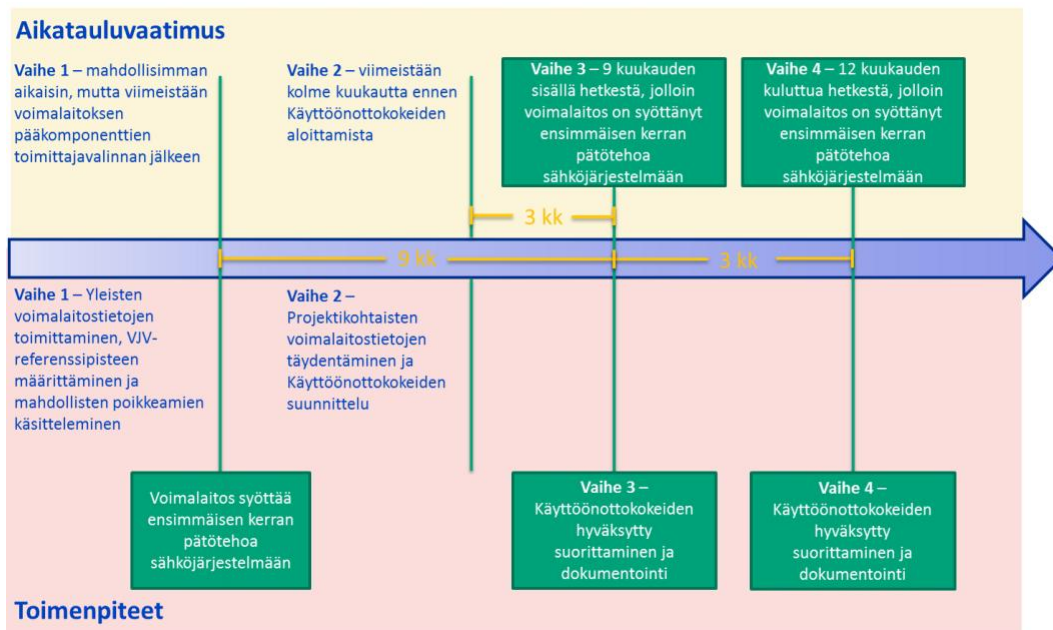 Aikatauluvaatimus
Vaihe 1 – mahdollisimman
aikaisin, mutta viimeistään
voimalaitoksen
pääkomponenttien
toimittajavalinnan jälkeen
Vaihe 2 – viimeistään
kolme kuukautta ennen
Käyttöönottokokeiden
aloittamista
Vaihe 3 – 9 kuukauden
sisällä hetkestä, jolloin
voimalaitos on syöttänyt
ensimmäisen kerran
pätötehoa
sähköjärjestelmään
Vaihe 4 – 12 kuukauden
kuluttua hetkestä, jolloin
voimalaitos on syöttänyt
ensimmäisen kerran
pätötehoa
sähköjärjestelmään
3 kk
9 kk
3 kk
Vaihe 1 – Yleisten
voimalaitostietojen
toimittaminen, VJV-
referenssipisteen
määrittäminen ja
mahdollisten poikkeamien
käsitteleminen
Vaihe 2 –
Projektikohtaisten
voimalaitostietojen
täydentäminen ja
Käyttöönottokokeiden
suunnittelu
Voimalaitos syöttää
ensimmäisen kerran
pätötehoa
sähköjärjestelmään
Vaihe 3 –
Käyttöönottokokeiden
hyväksytty
suorittaminen ja
dokumentointi
Vaihe 4 –
Käyttöönottokokeiden
hyväksytty
suorittaminen ja
dokumentointi
Toimenpiteet